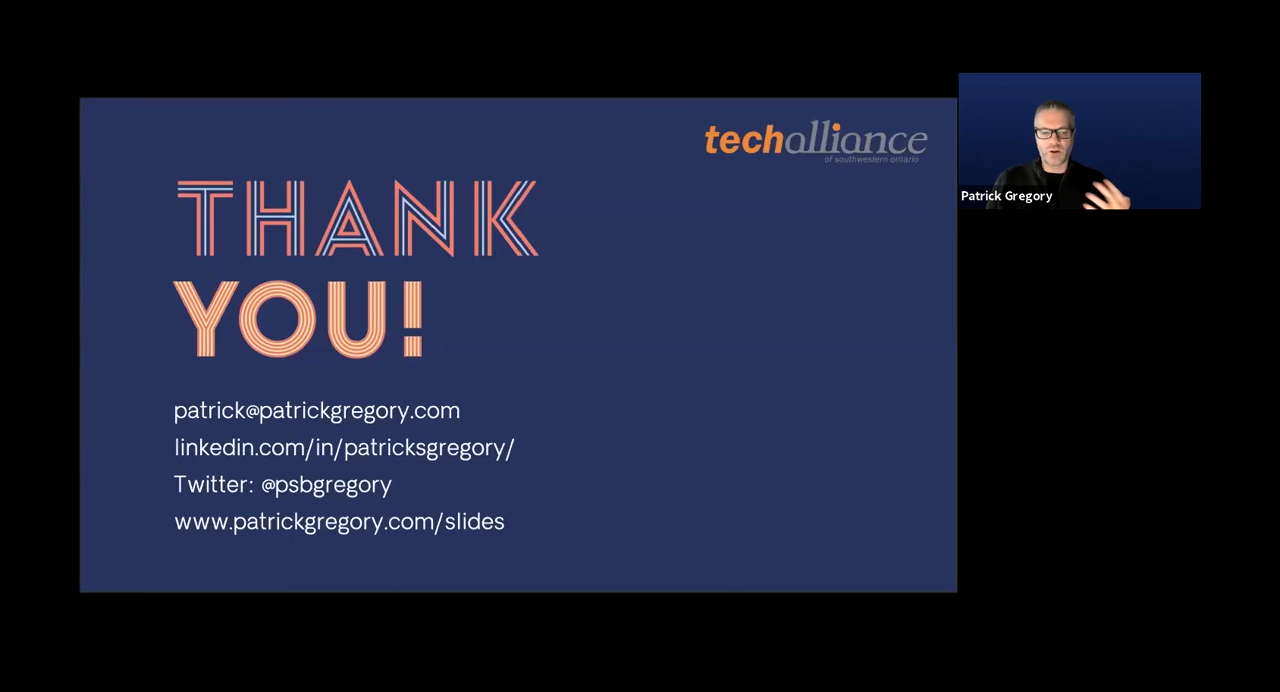 techalliance
of southwestern ontario
THANK
YOU!
patrick@patrickgregory.com
linkedin.com/in/patricksgregory/
Twitter: @psbgregory
www.patrickgregory.com/slides
Patrick Gregory